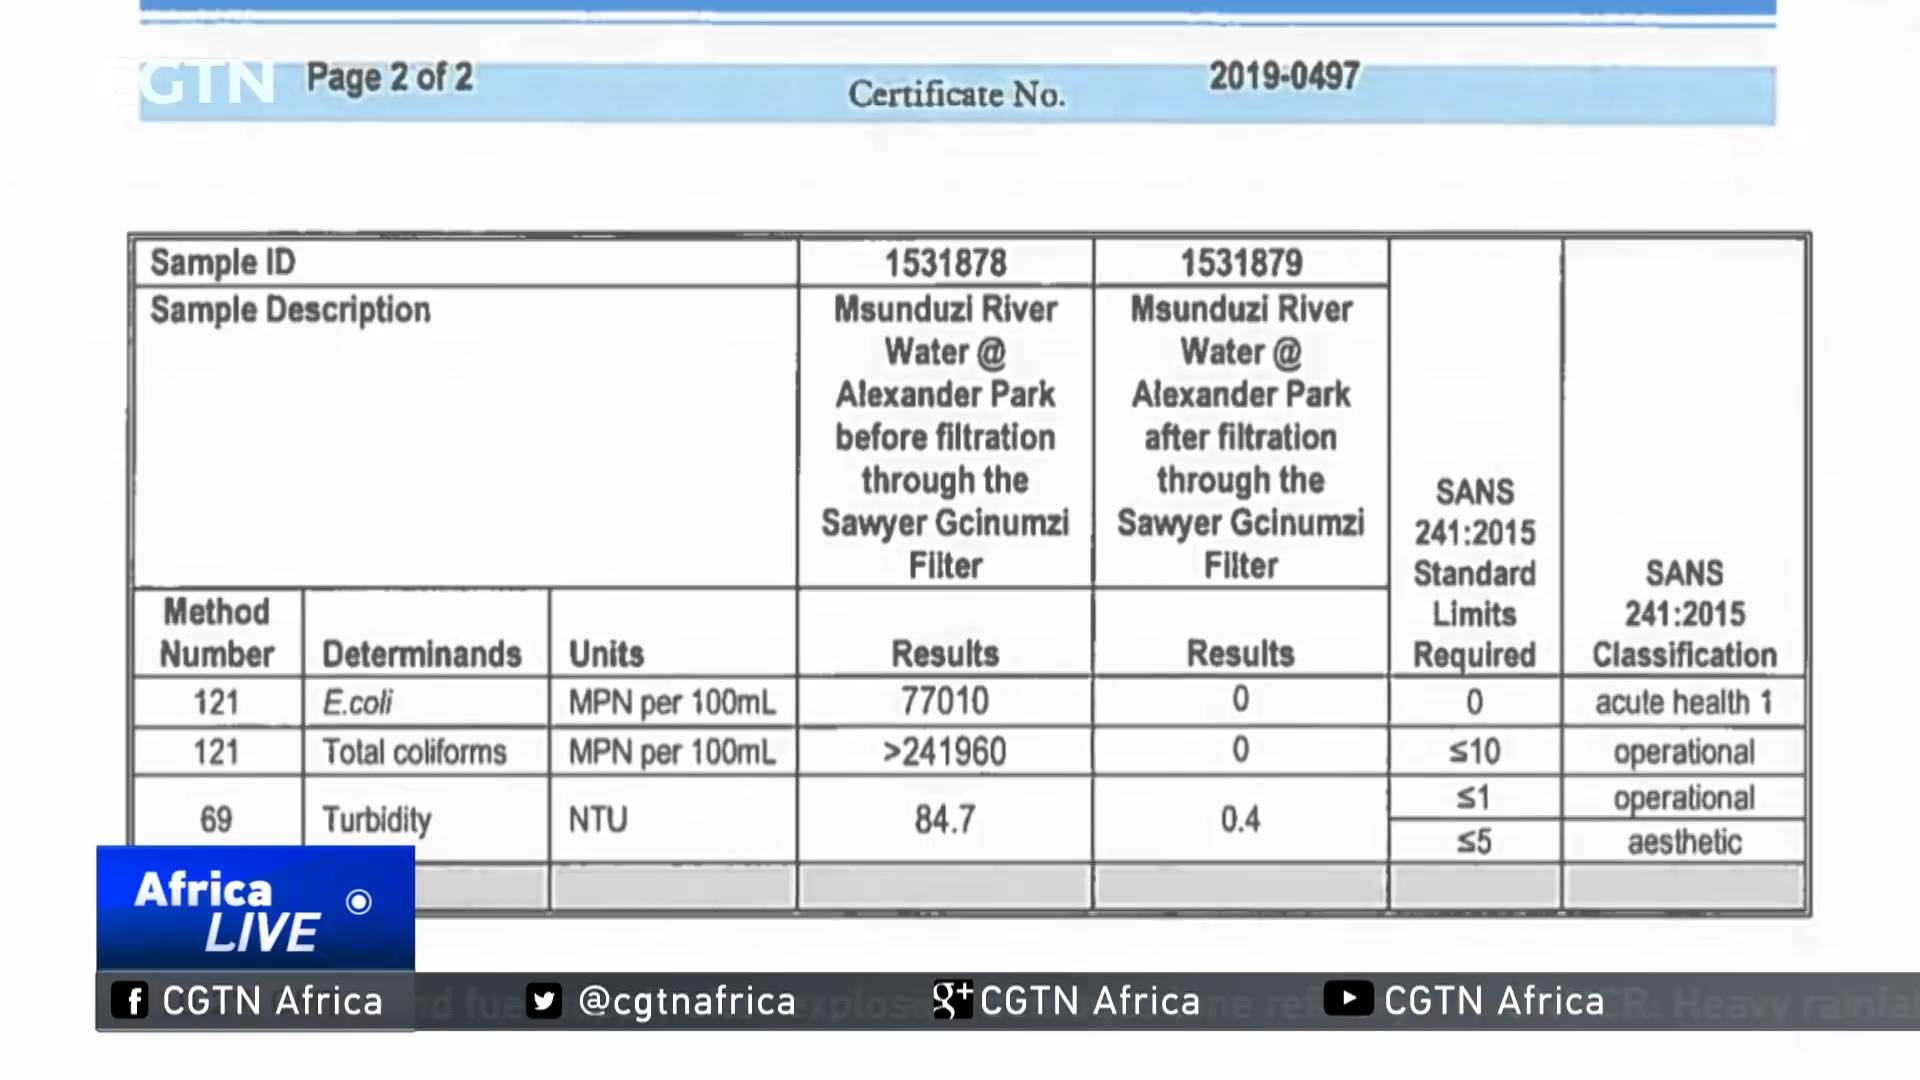 CGTN
Page 2 of 2
Certificate No.
2019-0497
Sample ID
1531878
1531879
Sample Description
Msunduzi River
Water @
Alexander Park
before filtration
through the
Sawyer Gcinumzi
Filter
Msunduzi River
Water @
Alexander Park
after filtration
through the
Sawyer Gcinumzi
Filter
SANS
241:2015
Standard
Limits
Required
SANS
241:2015
Classification
Method
Number
Determinands
Units
Results
Results
121
E.coli
MPN per 100mL
77010
0
0
acute health 1
121
Total coliforms
MPN per 100mL
>241960
0
≤10
operational
69
Turbidity
NTU
84.7
0.4
≤1
operational
≤5
aesthetic
Africa
LIVE
CGTN Africa
@cgtnafrica
g+ CGTN Africa
CGTN Africa
Heavy